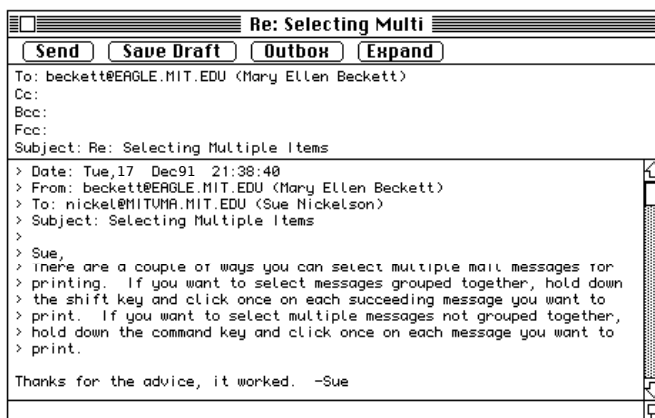 Re: Selecting Multi
Send Save Draft Outbox Expand
To: beckett@EAGLE.MIT.EDU (Mary Ellen Beckett)
Cc:
Bcc:
Fcc:
Subject: Re: Selecting Multiple Items
> Date: Tue,17 Dec91 21:38:40
> From: beckett@EAGLE.MIT.EDU (Mary Ellen Beckett)
> To: nickel@MITVMA.MIT.EDU (Sue Nickelson)
> Subject: Selecting Multiple Items
>
> Sue,
> There are a couple of ways you can select multiple mail messages for
> printing. If you want to select messages grouped together, hold down
> the shift key and click once on each succeeding message you want to
> print. If you want to select multiple messages not grouped together,
> hold down the command key and click once on each message you want to
> print.
Thanks for the advice, it worked. -Sue